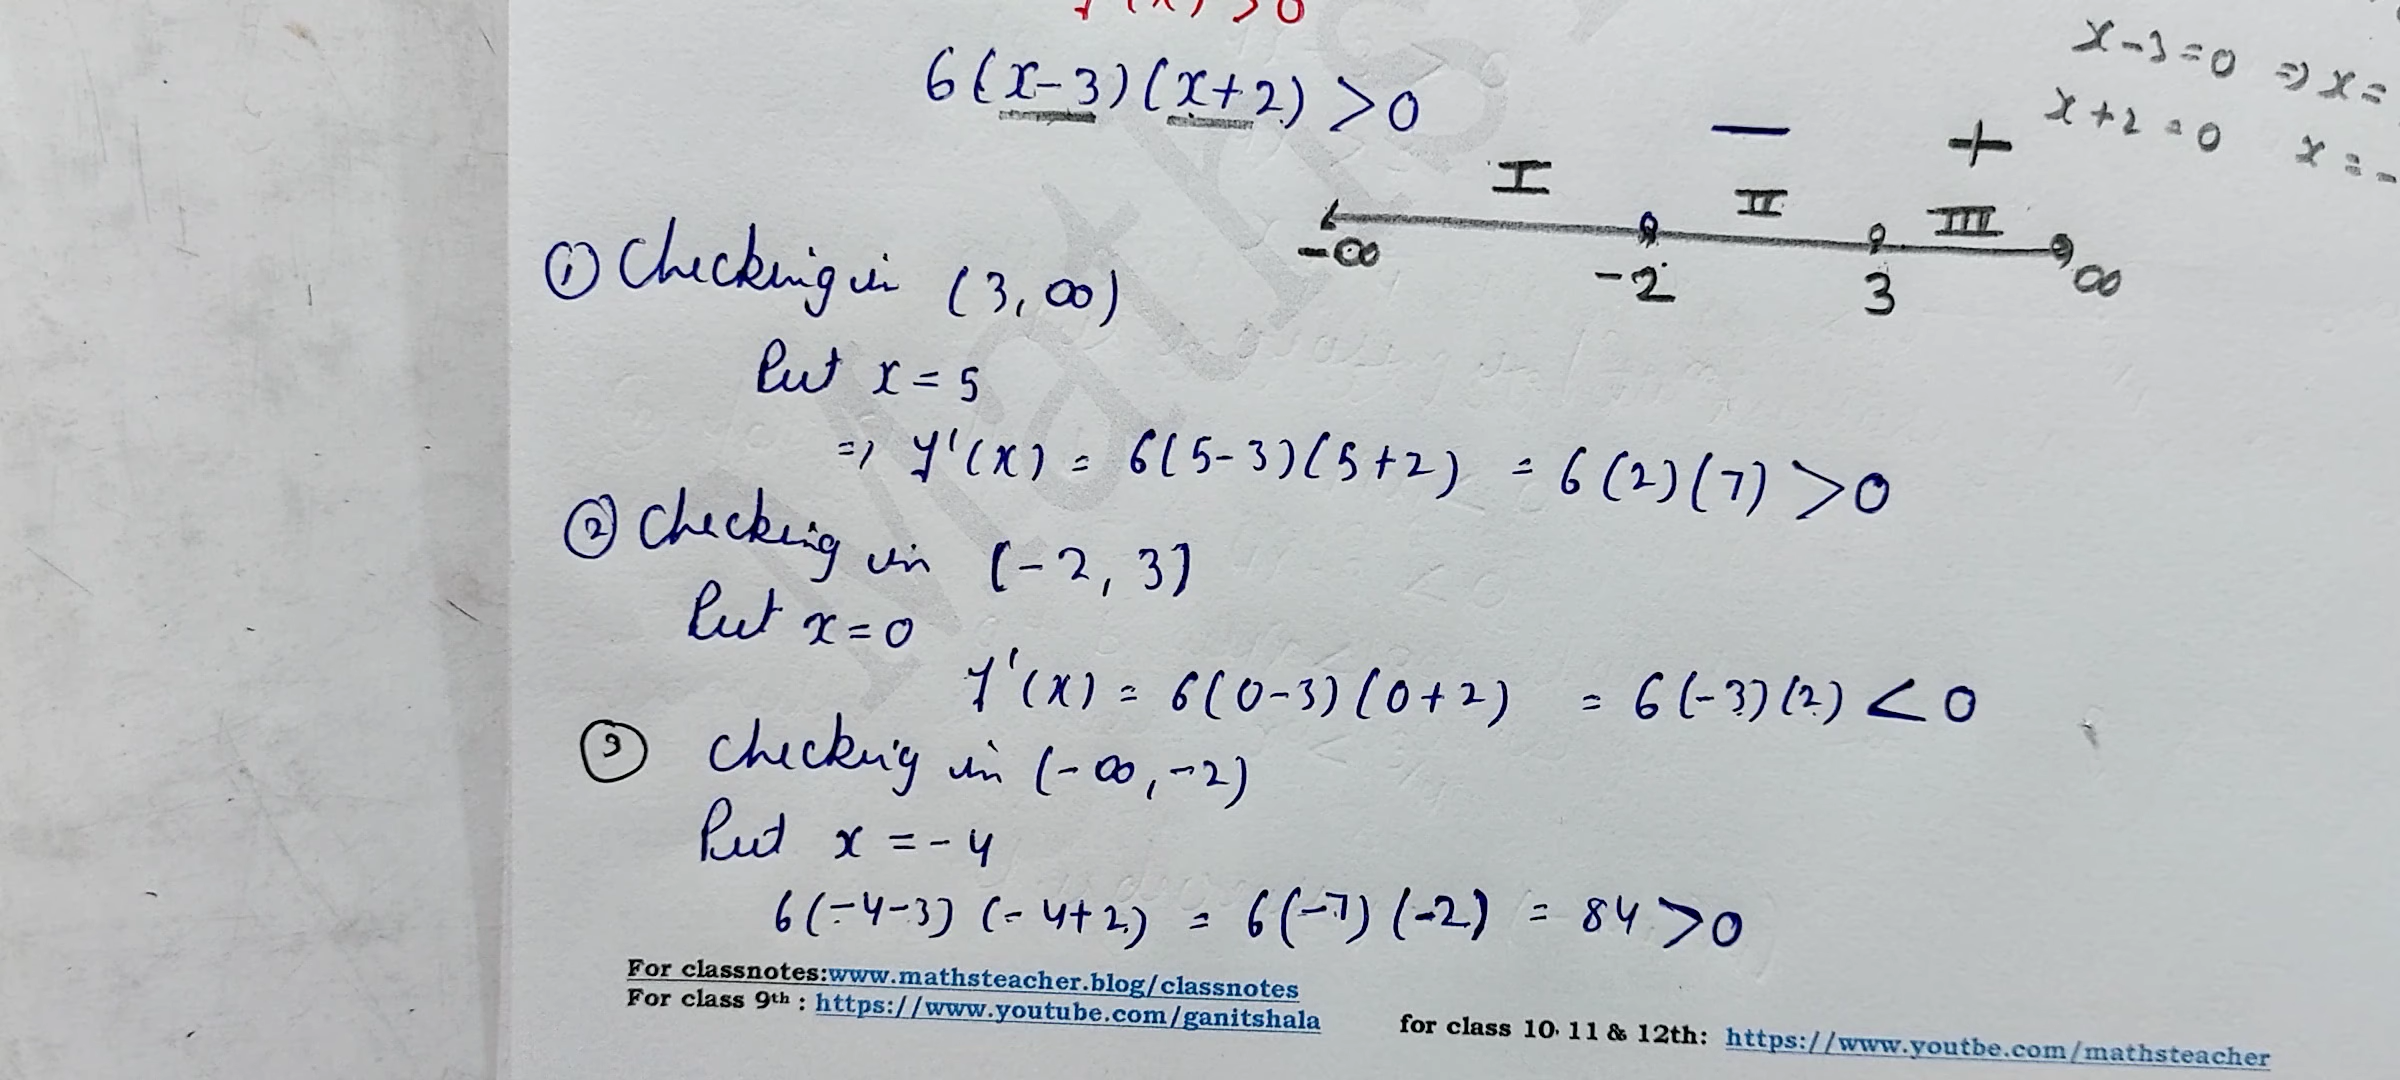 f'(x) > 0
6(x-3)(x+2) > 0
x-3=0 ⇒ x=
x+2=0 x=-
− +
I II III
-∞ -2 3 ∞
① Checking in (3, ∞)
Put x = 5
⇒ f'(x) = 6(5-3)(5+2) = 6(2)(7) > 0
② Checking in (-2, 3)
Put x = 0
f'(x) = 6(0-3)(0+2) = 6(-3)(2) < 0
③ Checking in (-∞, -2)
Put x = -4
6(-4-3)(-4+2) = 6(-7)(-2) = 84 > 0
For classnotes:www.mathsteacher.blog/classnotes
For class 9th : https://www.youtube.com/ganitshala
for class 10, 11 & 12th: https://www.youtbe.com/mathsteacher